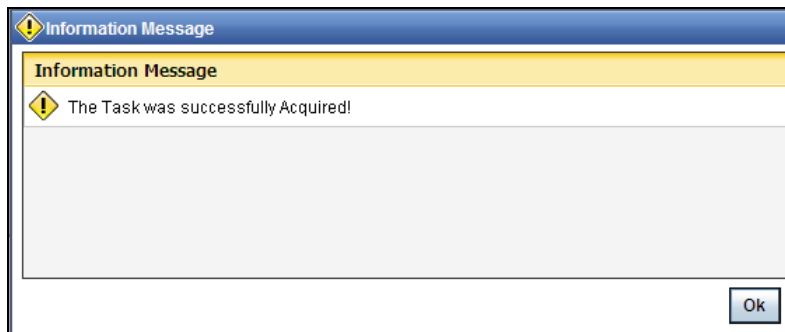 Information Message
Information Message
The Task was successfully Acquired!
Ok